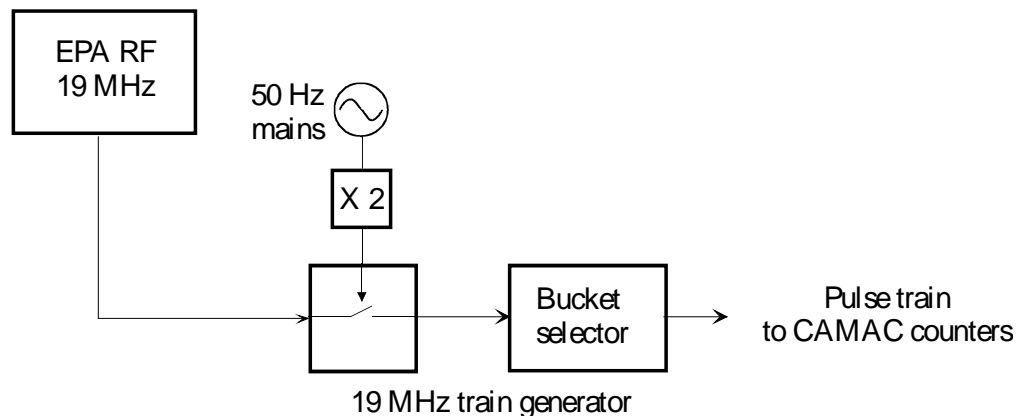 EPA RF
19 MHz
50 Hz
mains
X 2
Bucket
selector
Pulse train
to CAMAC counters
19 MHz train generator